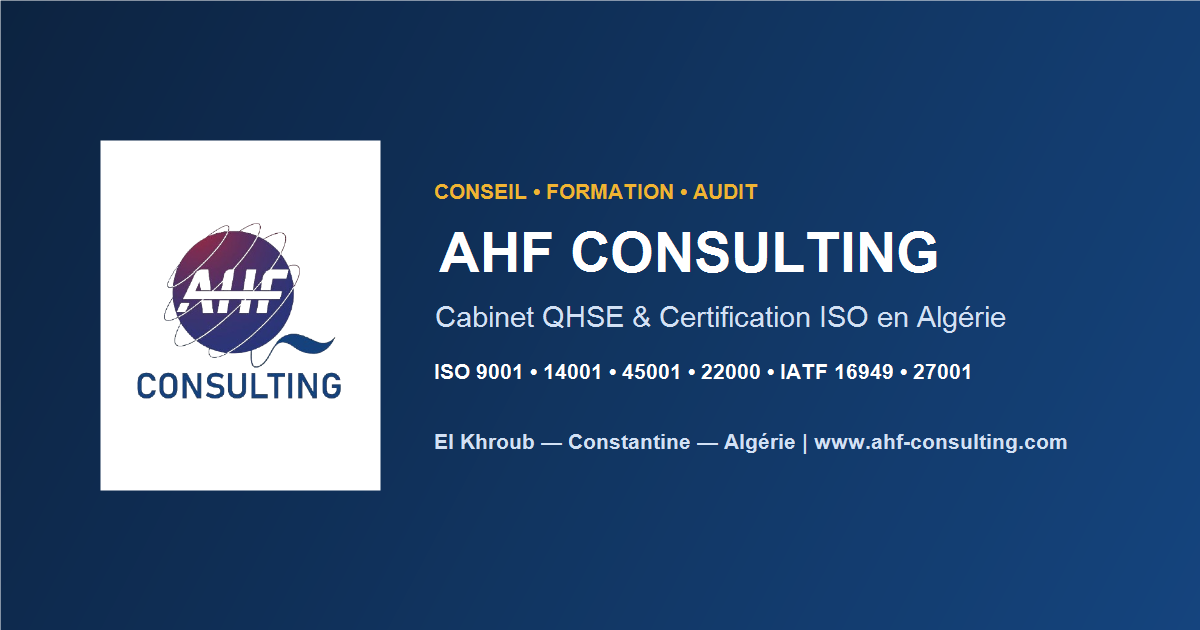 AHF
CONSULTING
CONSEIL • FORMATION • AUDIT
AHF CONSULTING
Cabinet QHSE & Certification ISO en Algérie
ISO 9001 • 14001 • 45001 • 22000 • IATF 16949 • 27001
El Khroub — Constantine — Algérie | www.ahf-consulting.com